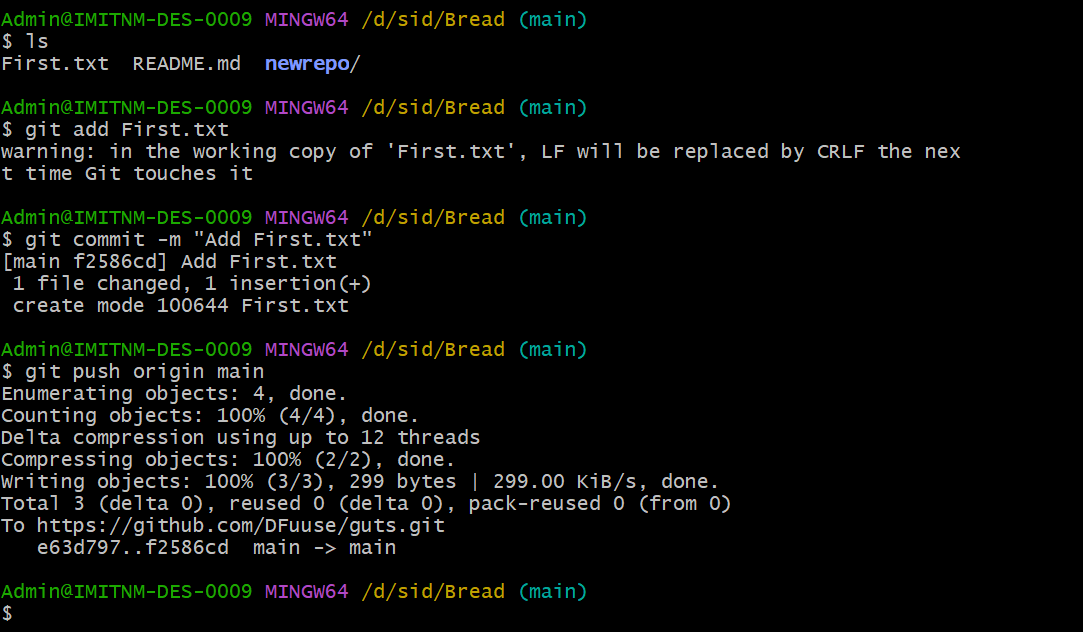 Admin@IMITNM-DES-0009 MINGW64 /d/sid/Bread (main)
$ ls
First.txt  README.md  newrepo/
Admin@IMITNM-DES-0009 MINGW64 /d/sid/Bread (main)
$ git add First.txt
warning: in the working copy of 'First.txt', LF will be replaced by CRLF the nex
t time Git touches it
Admin@IMITNM-DES-0009 MINGW64 /d/sid/Bread (main)
$ git commit -m "Add First.txt"
[main f2586cd] Add First.txt
 1 file changed, 1 insertion(+)
 create mode 100644 First.txt
Admin@IMITNM-DES-0009 MINGW64 /d/sid/Bread (main)
$ git push origin main
Enumerating objects: 4, done.
Counting objects: 100% (4/4), done.
Delta compression using up to 12 threads
Compressing objects: 100% (2/2), done.
Writing objects: 100% (3/3), 299 bytes | 299.00 KiB/s, done.
Total 3 (delta 0), reused 0 (delta 0), pack-reused 0 (from 0)
To https://github.com/DFuuse/guts.git
   e63d797..f2586cd  main -> main
Admin@IMITNM-DES-0009 MINGW64 /d/sid/Bread (main)
$